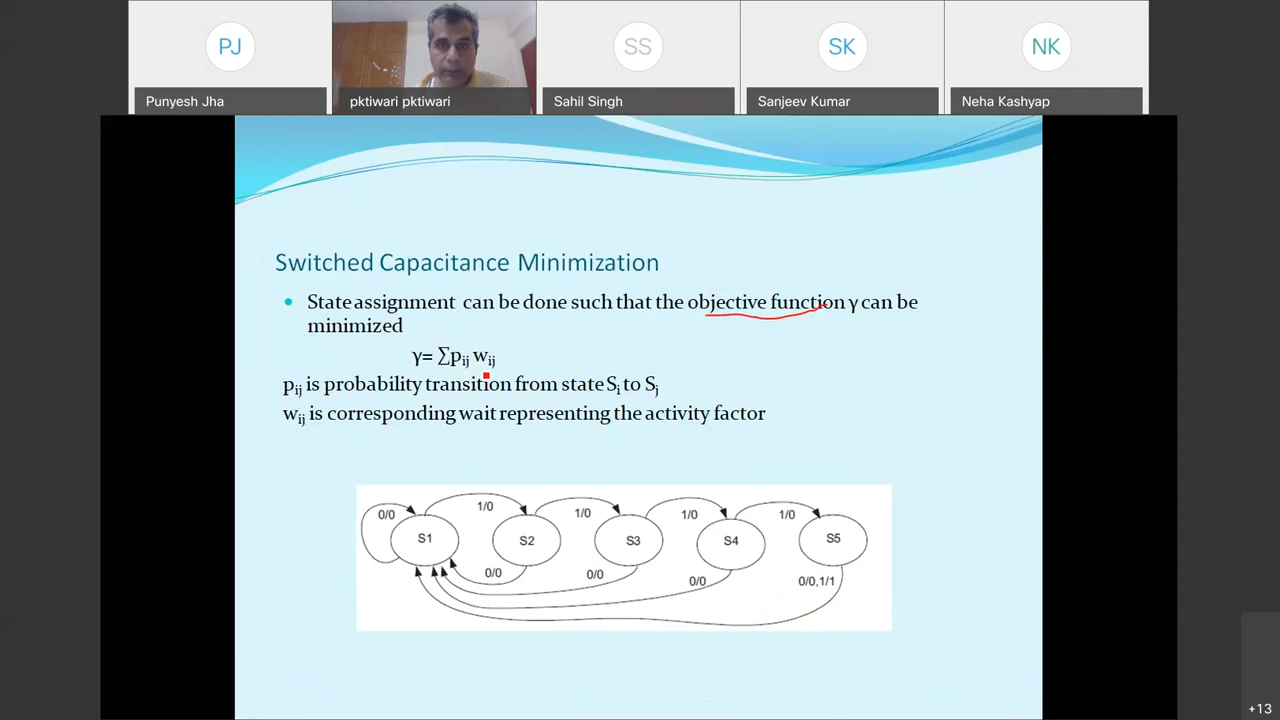 PJ
SS
SK
NK
Punyesh Jha
pktiwari pktiwari
Sahil Singh
Sanjeev Kumar
Neha Kashyap
Switched Capacitance Minimization
• State assignment can be done such that the objective function γ can be
minimized
γ= ∑pij wij
pij is probability transition from state Si to Sj
wij is corresponding wait representing the activity factor
0/0 1/0 1/0 1/0 1/0
S1 S2 S3 S4 S5
0/0 0/0 0/0 0/0,1/1
+13